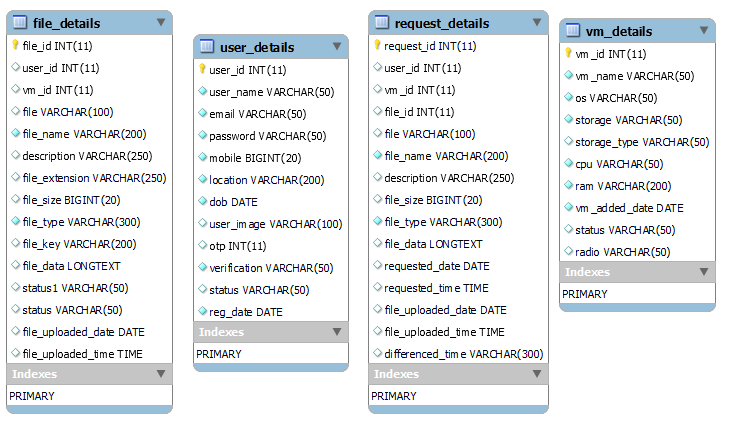 file_details
file_id INT(11)
user_id INT(11)
vm_id INT(11)
file VARCHAR(100)
file_name VARCHAR(200)
description VARCHAR(250)
file_extension VARCHAR(250)
file_size BIGINT(20)
file_type VARCHAR(300)
file_key VARCHAR(200)
file_data LONGTEXT
status1 VARCHAR(50)
status VARCHAR(50)
file_uploaded_date DATE
file_uploaded_time TIME
Indexes
PRIMARY
user_details
user_id INT(11)
user_name VARCHAR(50)
email VARCHAR(50)
password VARCHAR(50)
mobile BIGINT(20)
location VARCHAR(200)
dob DATE
user_image VARCHAR(100)
otp INT(11)
verification VARCHAR(50)
status VARCHAR(50)
reg_date DATE
Indexes
PRIMARY
request_details
request_id INT(11)
user_id INT(11)
vm_id INT(11)
file_id INT(11)
file VARCHAR(100)
file_name VARCHAR(200)
description VARCHAR(250)
file_size BIGINT(20)
file_type VARCHAR(300)
file_data LONGTEXT
requested_date DATE
requested_time TIME
file_uploaded_date DATE
file_uploaded_time TIME
differenced_time VARCHAR(300)
Indexes
PRIMARY
vm_details
vm_id INT(11)
vm_name VARCHAR(50)
os VARCHAR(50)
storage VARCHAR(50)
storage_type VARCHAR(50)
cpu VARCHAR(50)
ram VARCHAR(200)
vm_added_date DATE
status VARCHAR(50)
radio VARCHAR(50)
Indexes
PRIMARY